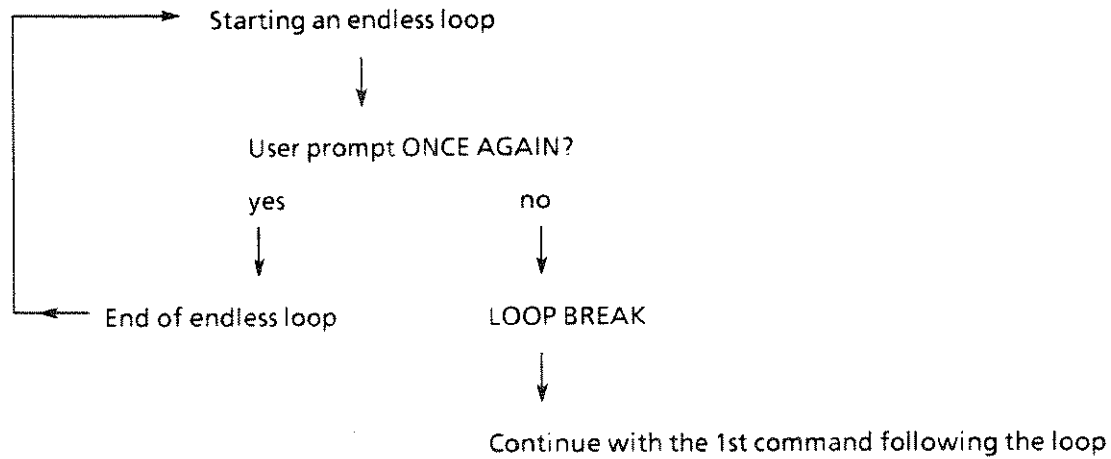 Starting an endless loop
User prompt ONCE AGAIN?
yes no
End of endless loop LOOP BREAK
Continue with the 1st command following the loop